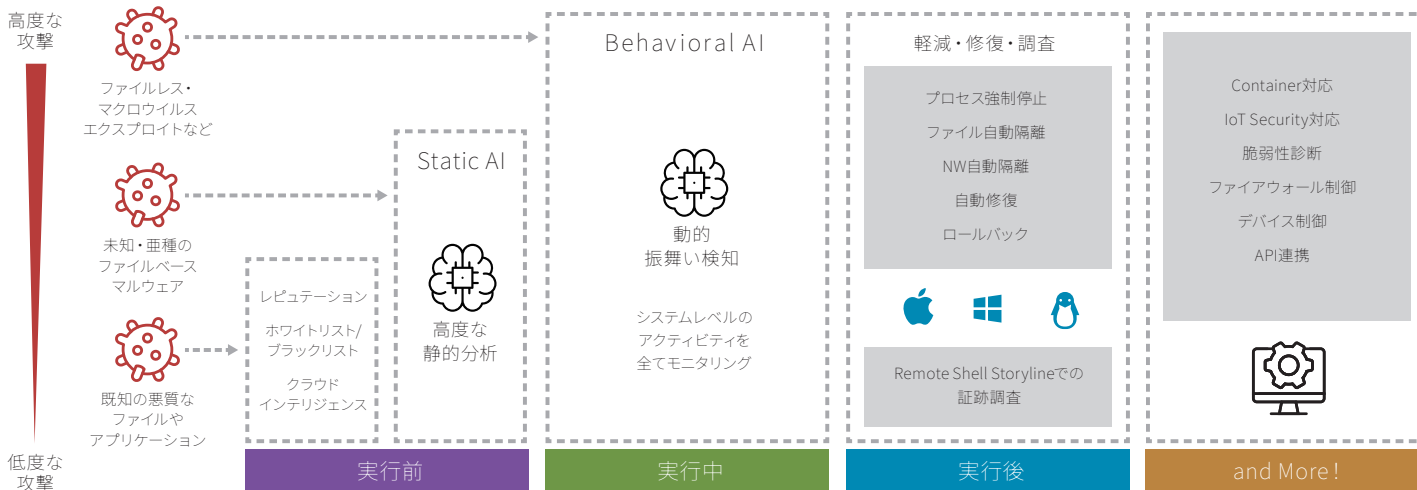 高度な
攻撃
ファイルレス・
マクロウイルス
エクスプロイトなど
未知・亜種の
ファイルベース
マルウェア
既知の悪質な
ファイルや
アプリケーション
低度な
攻撃
レピュテーション
ホワイトリスト/
ブラックリスト
クラウド
インテリジェンス
Static AI
高度な
静的分析
実行前
Behavioral AI
動的
振舞い検知
システムレベルの
アクティビティを
全てモニタリング
実行中
軽減・修復・調査
プロセス強制停止
ファイル自動隔離
NW自動隔離
自動修復
ロールバック
Remote Shell Storylineでの
証跡調査
実行後
Container対応
IoT Security対応
脆弱性診断
ファイアウォール制御
デバイス制御
API連携
and More!